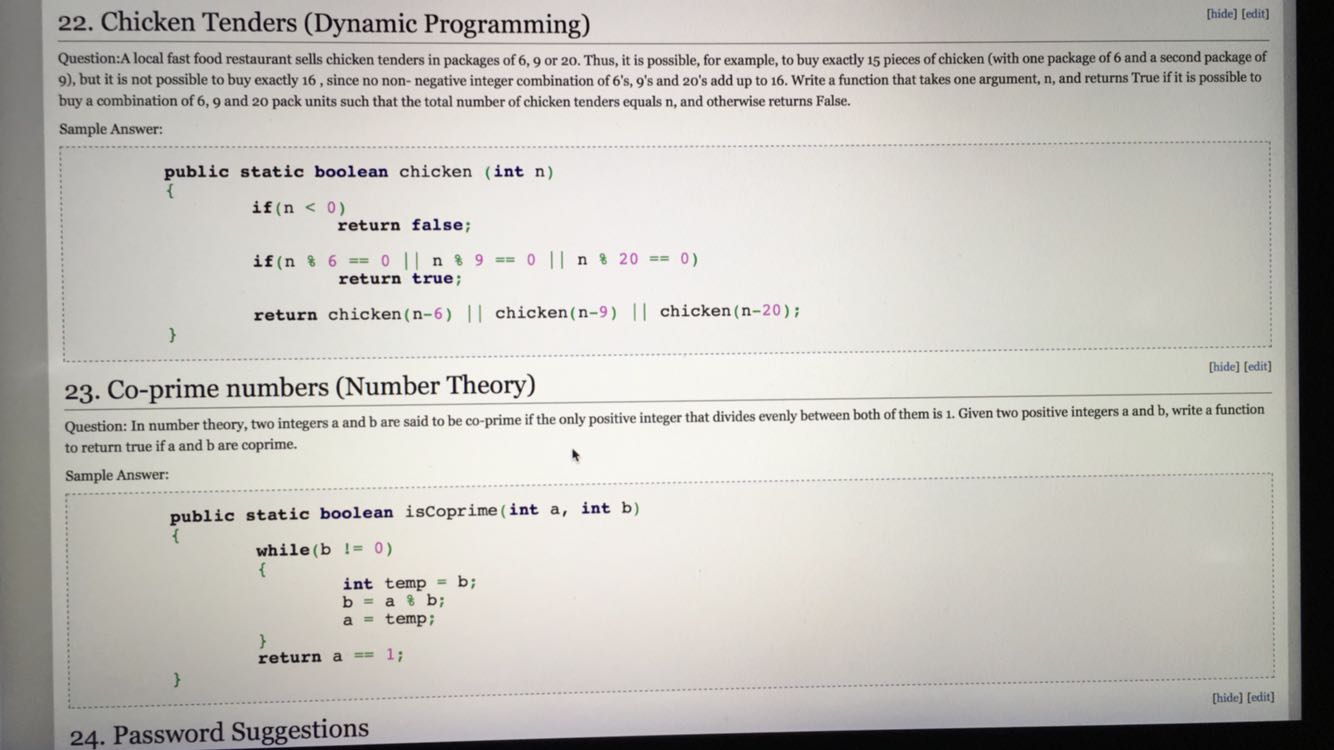 22. Chicken Tenders (Dynamic Programming)
[hide] [edit]
Question:A local fast food restaurant sells chicken tenders in packages of 6, 9 or 20. Thus, it is possible, for example, to buy exactly 15 pieces of chicken (with one package of 6 and a second package of
9), but it is not possible to buy exactly 16 , since no non- negative integer combination of 6's, 9's and 20's add up to 16. Write a function that takes one argument, n, and returns True if it is possible to
buy a combination of 6, 9 and 20 pack units such that the total number of chicken tenders equals n, and otherwise returns False.
Sample Answer:
public static boolean chicken (int n)
{
if(n < 0)
return false;
if(n % 6 == 0 || n % 9 == 0 || n % 20 == 0)
return true;
return chicken(n-6) || chicken(n-9) || chicken(n-20);
}
[hide] [edit]
23. Co-prime numbers (Number Theory)
Question: In number theory, two integers a and b are said to be co-prime if the only positive integer that divides evenly between both of them is 1. Given two positive integers a and b, write a function
to return true if a and b are coprime.
Sample Answer:
public static boolean isCoprime(int a, int b)
{
while(b != 0)
{
int temp = b;
b = a % b;
a = temp;
}
return a == 1;
}
[hide] [edit]
24. Password Suggestions